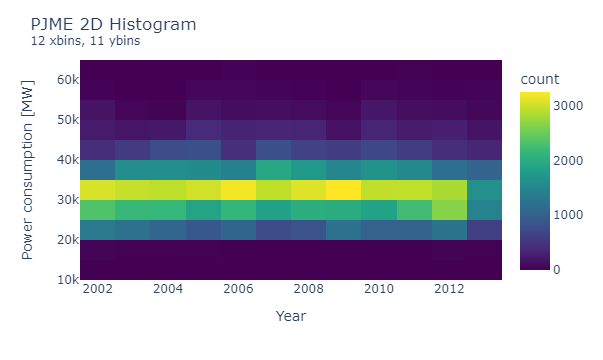 PJME 2D Histogram
12 xbins, 11 ybins
Power consumption [MW]
60k
50k
40k
30k
20k
10k
2002
2004
2006
2008
2010
2012
Year
count
3000
2000
1000
0